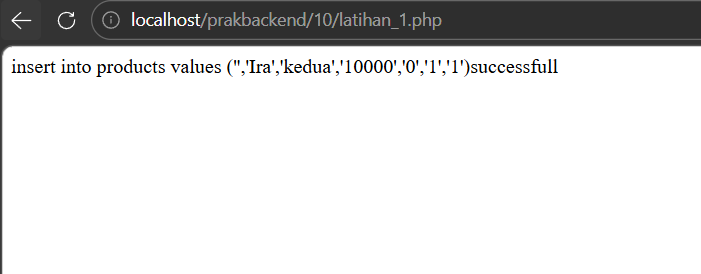 localhost/prakbackend/10/latihan_1.php
insert into products values ('','Ira','kedua','10000','0','1','1')successfull